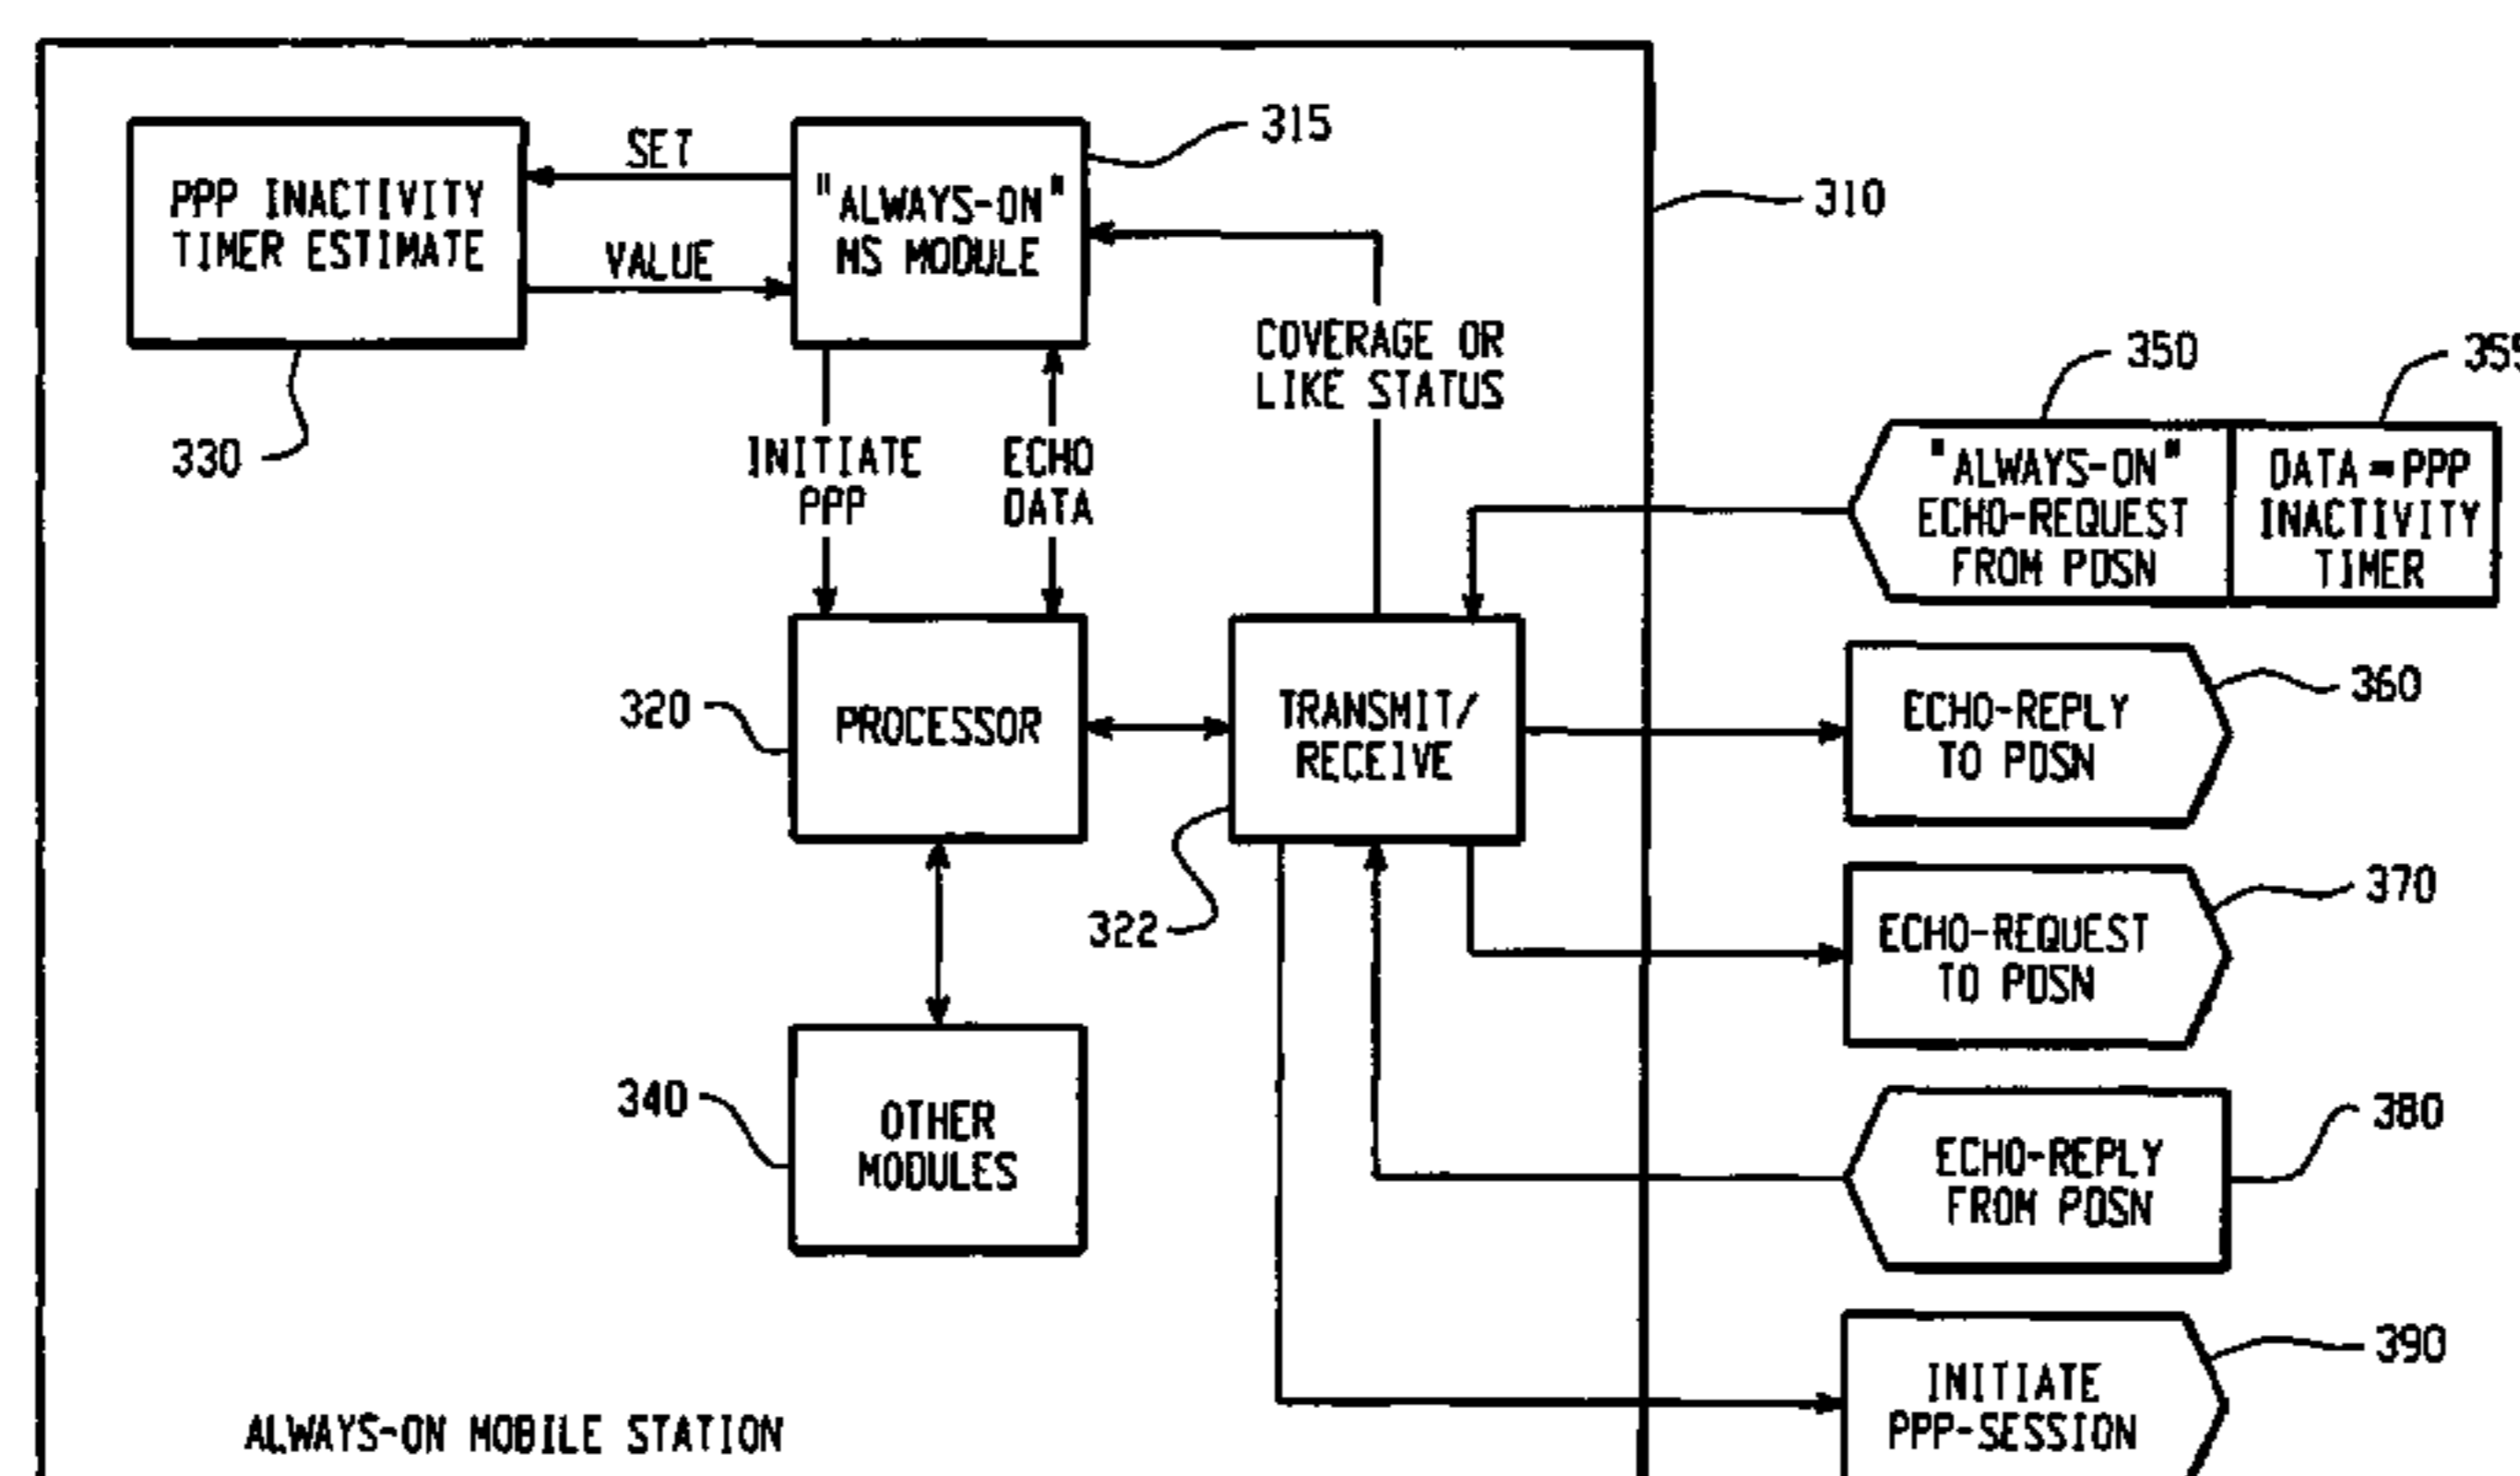 315
SET
310
PPP INACTIVITY
TIMER ESTIMATE
"ALWAYS-ON"
MS MODULE
VALUE
COVERAGE OR
LIKE STATUS
350
359
330
INITIATE
PPP
ECHO
DATA
"ALWAYS-ON"
ECHO-REQUEST
FROM PDSN
DATA = PPP
INACTIVITY
TIMER
320
PROCESSOR
TRANSMIT/
RECEIVE
ECHO-REPLY
TO PDSN
360
322
ECHO-REQUEST
TO PDSN
370
340
OTHER
MODULES
ECHO-REPLY
FROM PDSN
380
INITIATE
PPP-SESSION
390
ALWAYS-ON MOBILE STATION